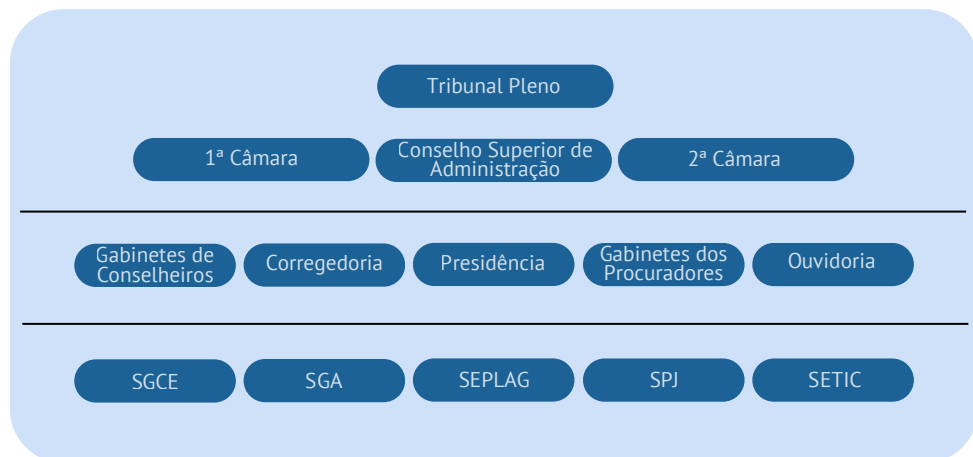 Tribunal Pleno
1ª Câmara
Conselho Superior de
Administração
2ª Câmara
Gabinetes de
Conselheiros
Corregedoria
Presidência
Gabinetes dos
Procuradores
Ouvidoria
SGCE
SGA
SEPLAG
SPJ
SETIC